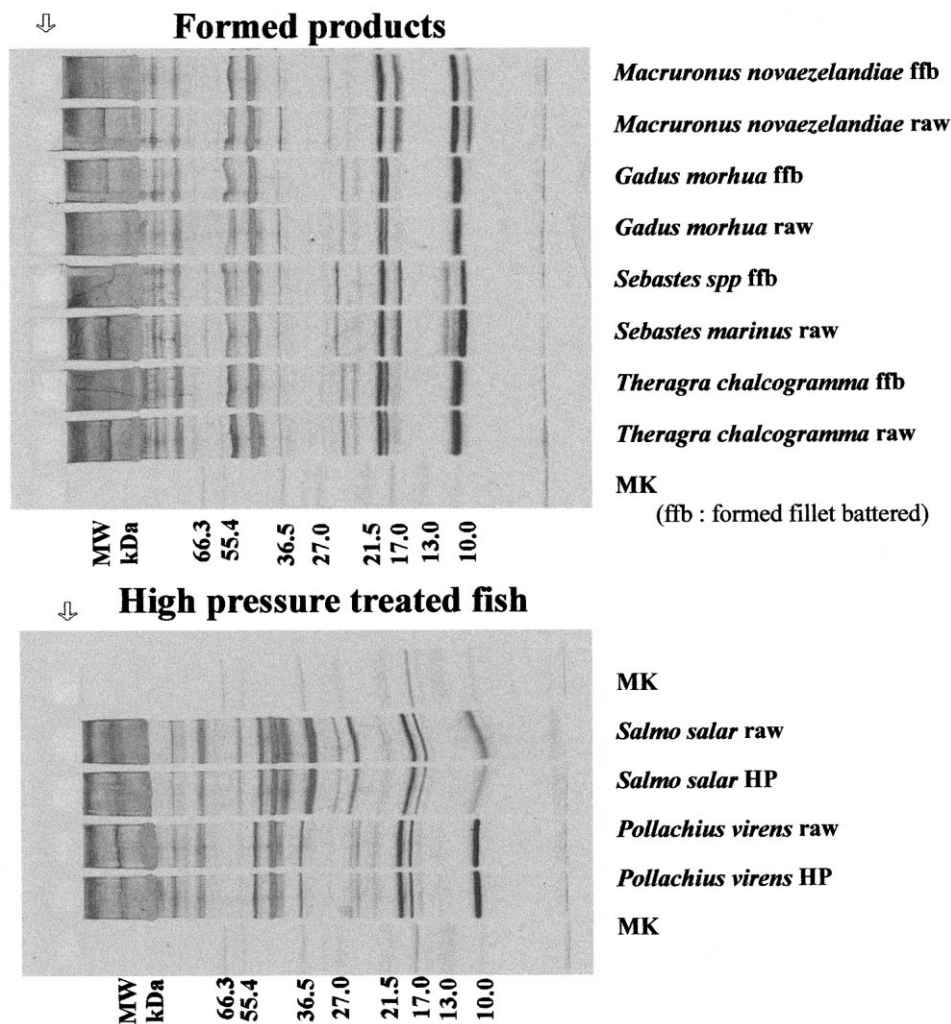 Formed products
Macruronus novaezelandiae ffb
Macruronus novaezelandiae raw
Gadus morhua ffb
Gadus morhua raw
Sebastes spp ffb
Sebastes marinus raw
Theragra chalcogramma ffb
Theragra chalcogramma raw
MK
(ffb : formed fillet battered)
MW
kDa
66.3
55.4
36.5
27.0
21.5
17.0
13.0
10.0
High pressure treated fish
MK
Salmo salar raw
Salmo salar HP
Pollachius virens raw
Pollachius virens HP
MK
MW
kDa
66.3
55.4
36.5
27.0
21.5
17.0
13.0
10.0